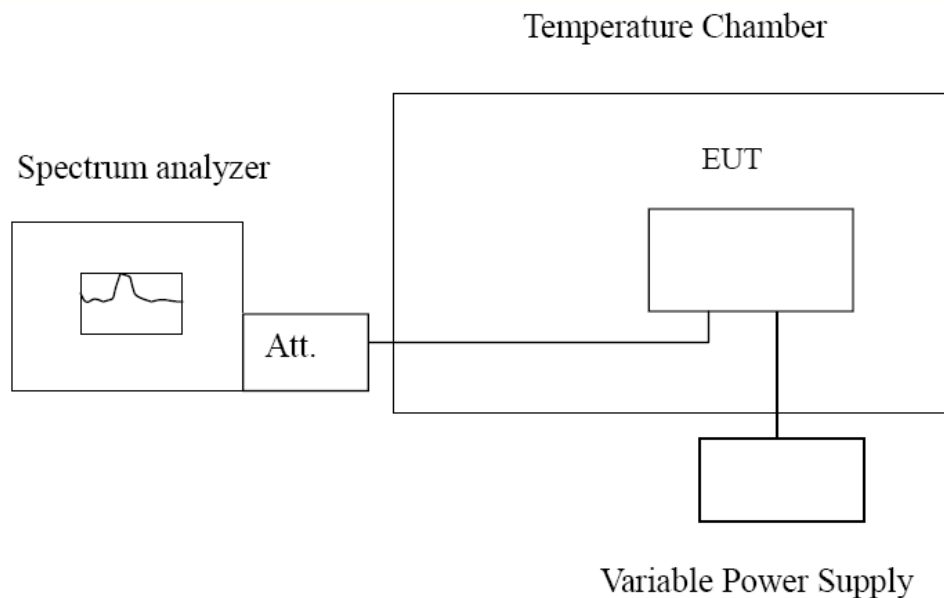 Temperature Chamber
Spectrum analyzer
EUT
Att.
Variable Power Supply